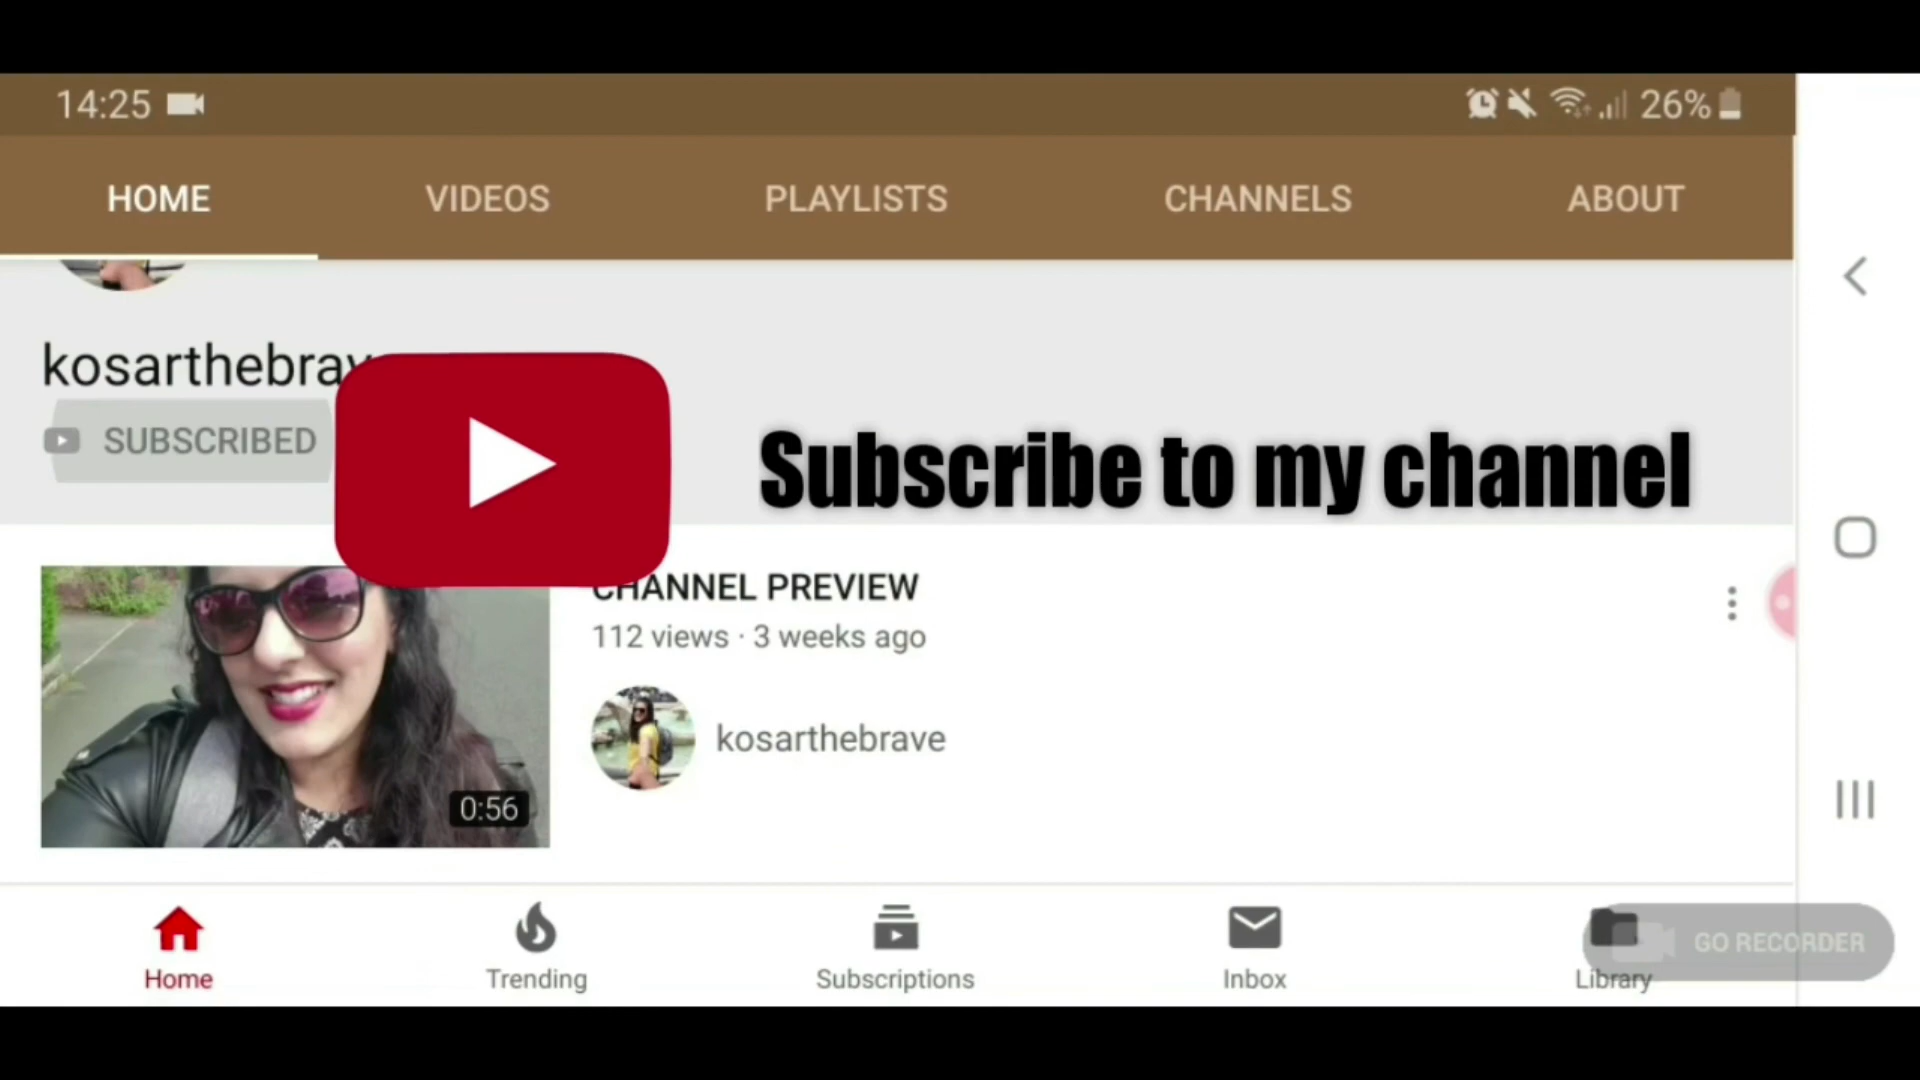 14:25 26%
HOME VIDEOS PLAYLISTS CHANNELS ABOUT
kosarthebrav
SUBSCRIBED
Subscribe to my channel
CHANNEL PREVIEW
112 views · 3 weeks ago
kosarthebrave
0:56
Home Trending Subscriptions Inbox Library
GO RECORDER